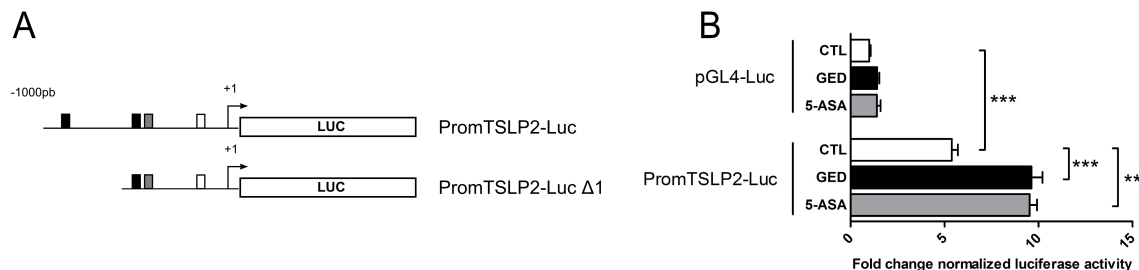 A
-1000pb
+1
LUC
PromTSLP2-Luc
+1
LUC
PromTSLP2-Luc Δ1
B
pGL4-Luc
CTL
GED
5-ASA
***
PromTSLP2-Luc
CTL
GED
5-ASA
***
**
0
5
10
15
Fold change normalized luciferase activity